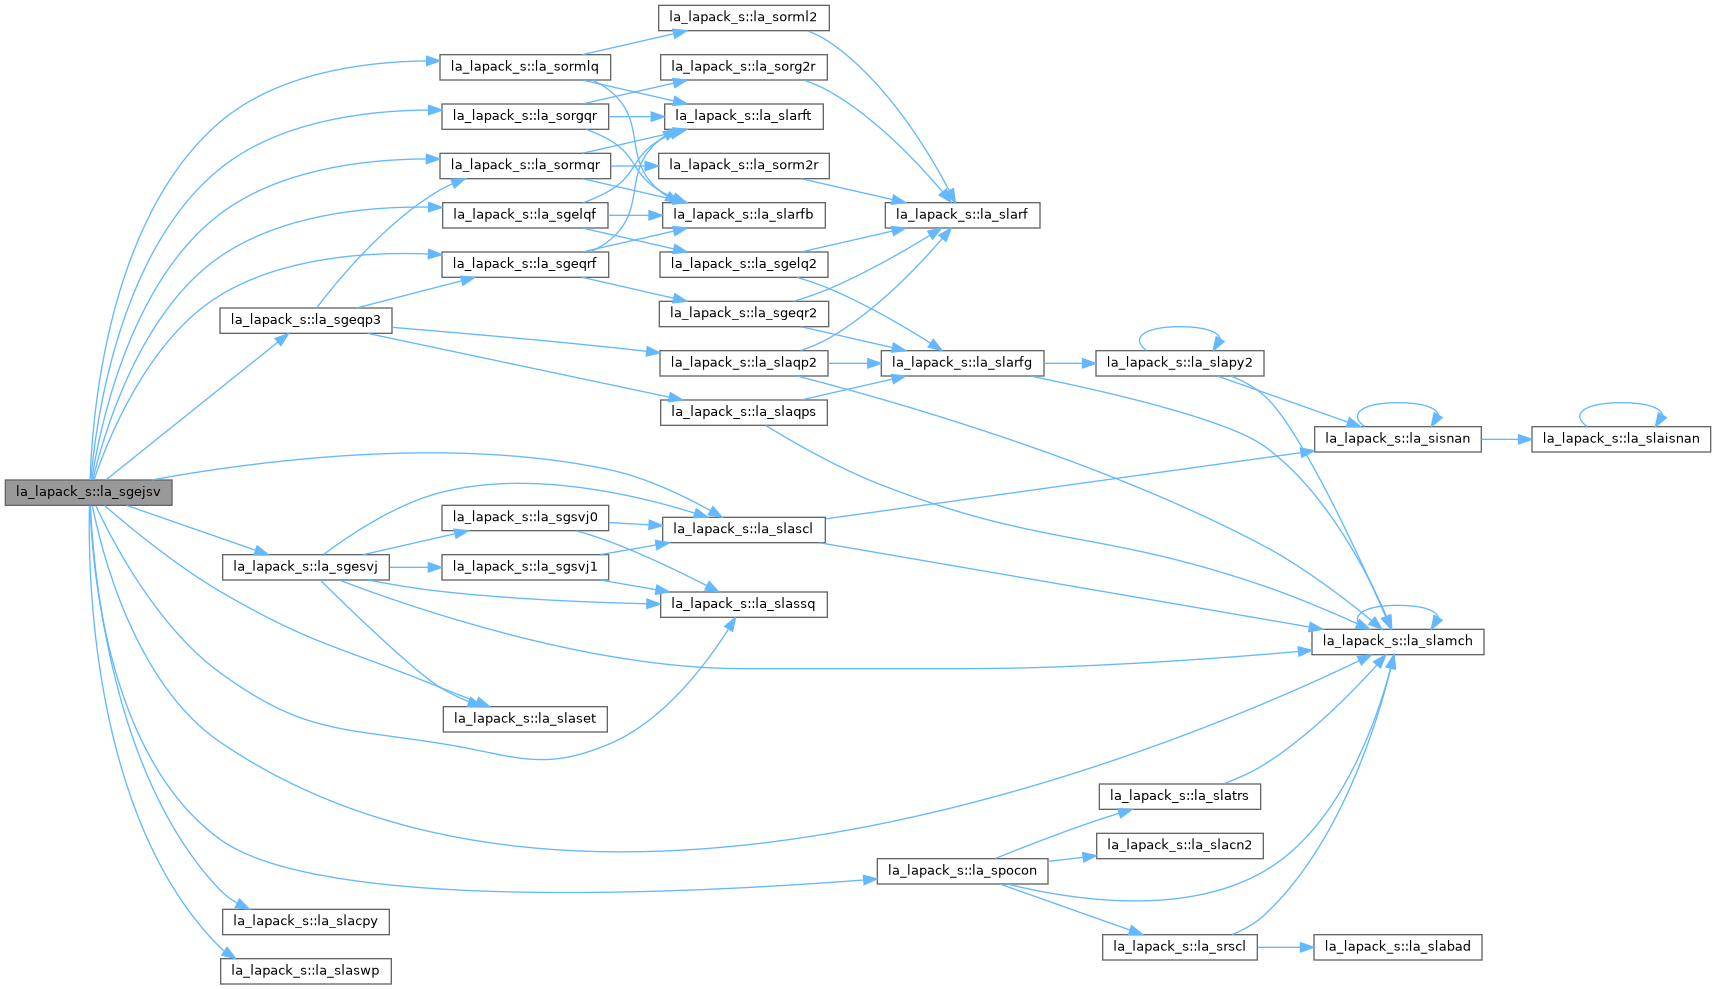 la_lapack_s::la_sorml2
la_lapack_s::la_sormlq
la_lapack_s::la_sorg2r
la_lapack_s::la_sorgqr
la_lapack_s::la_slarft
la_lapack_s::la_sormqr
la_lapack_s::la_sorm2r
la_lapack_s::la_sgelqf
la_lapack_s::la_slarfb
la_lapack_s::la_slarf
la_lapack_s::la_sgeqrf
la_lapack_s::la_sgelq2
la_lapack_s::la_sgeqp3
la_lapack_s::la_sgeqr2
la_lapack_s::la_slaqp2
la_lapack_s::la_slarfg
la_lapack_s::la_slapy2
la_lapack_s::la_slaqps
la_lapack_s::la_sisnan
la_lapack_s::la_slaisnan
la_lapack_s::la_sgejsv
la_lapack_s::la_sgsvj0
la_lapack_s::la_slascl
la_lapack_s::la_sgesvj
la_lapack_s::la_sgsvj1
la_lapack_s::la_slassq
la_lapack_s::la_slamch
la_lapack_s::la_slaset
la_lapack_s::la_slatrs
la_lapack_s::la_slacn2
la_lapack_s::la_spocon
la_lapack_s::la_slacpy
la_lapack_s::la_srscl
la_lapack_s::la_slabad
la_lapack_s::la_slaswp